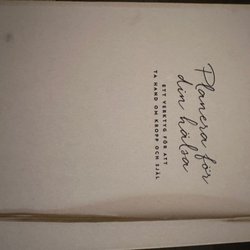 Planera för
din hälsa
ETT VERKTYG FÖR ATT
TA HAND OM KROPP OCH SJÄL